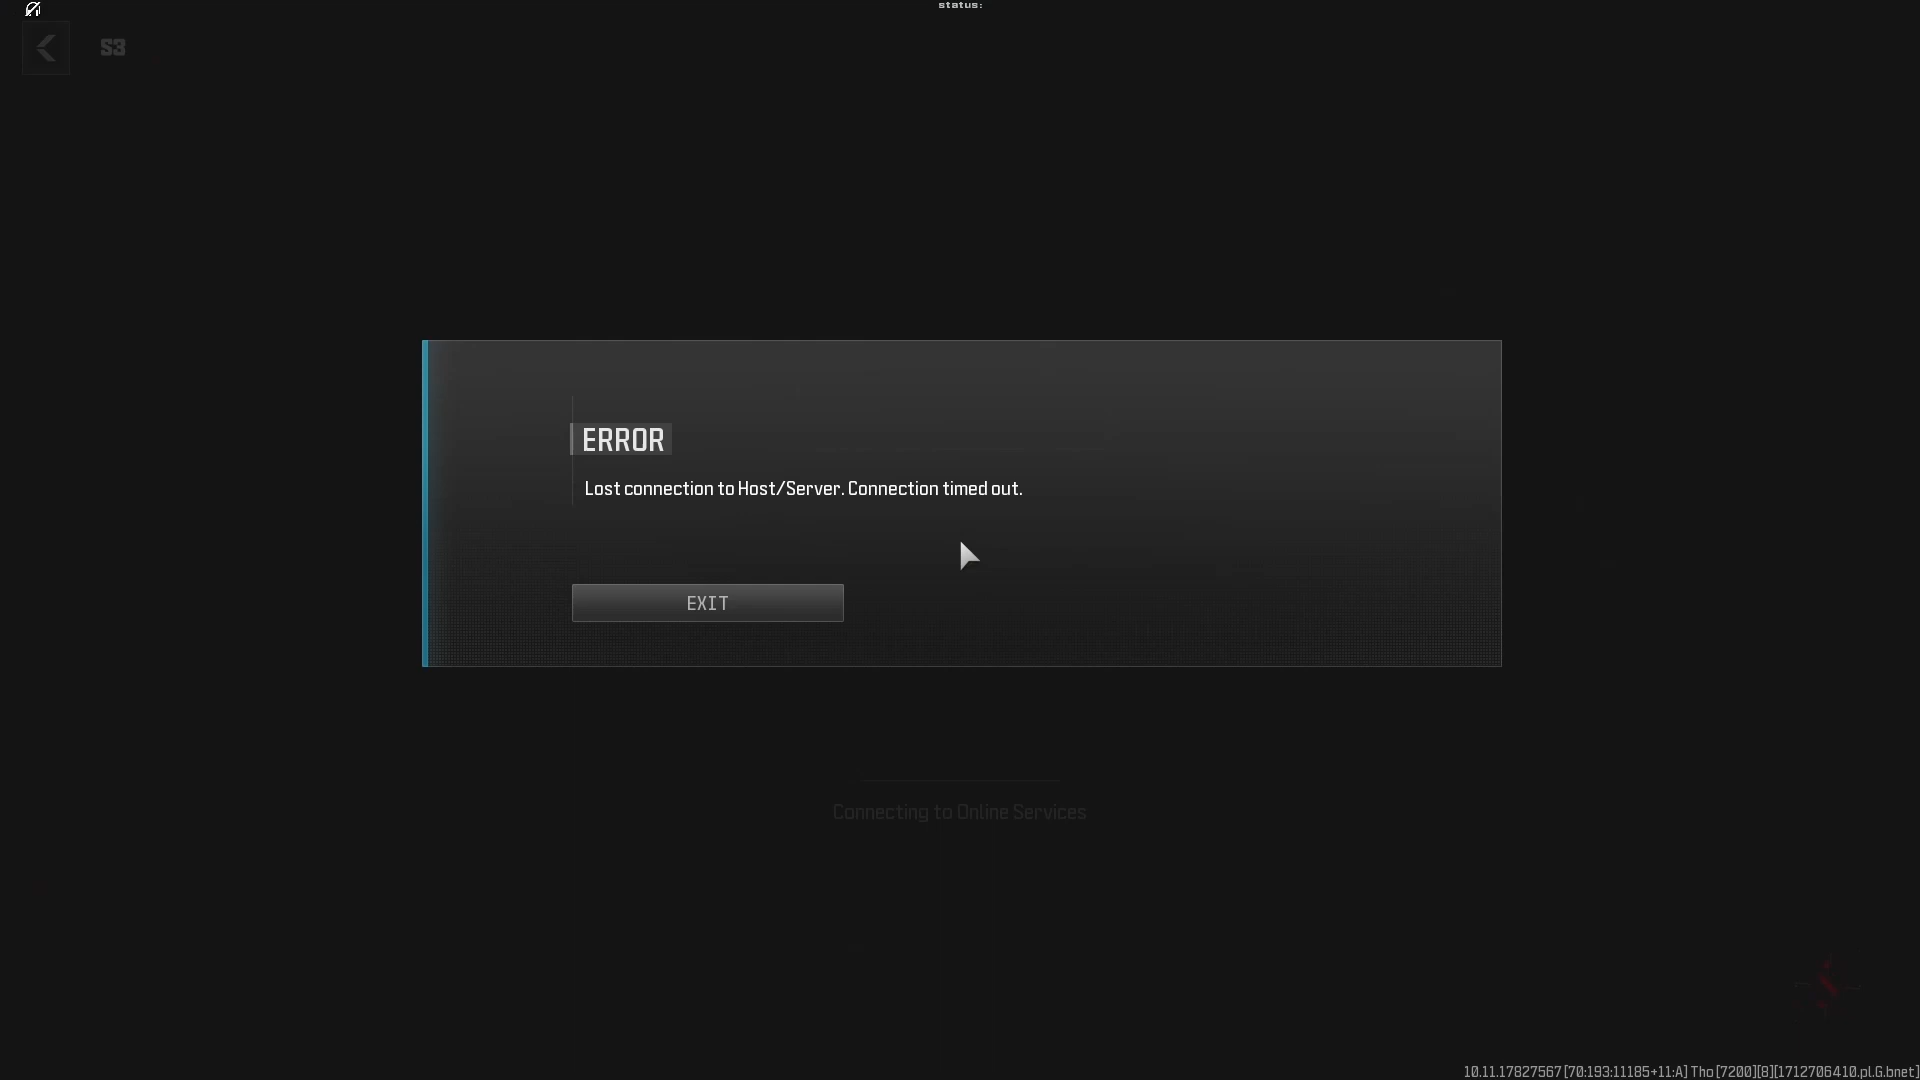 status:
S3
ERROR
Lost connection to Host/Server. Connection timed out.
EXIT
Connecting to Online Services
10.11.17827567 [70:193:11185+11:A] Tho [7200][8][1712706410.pl.G.bnet]